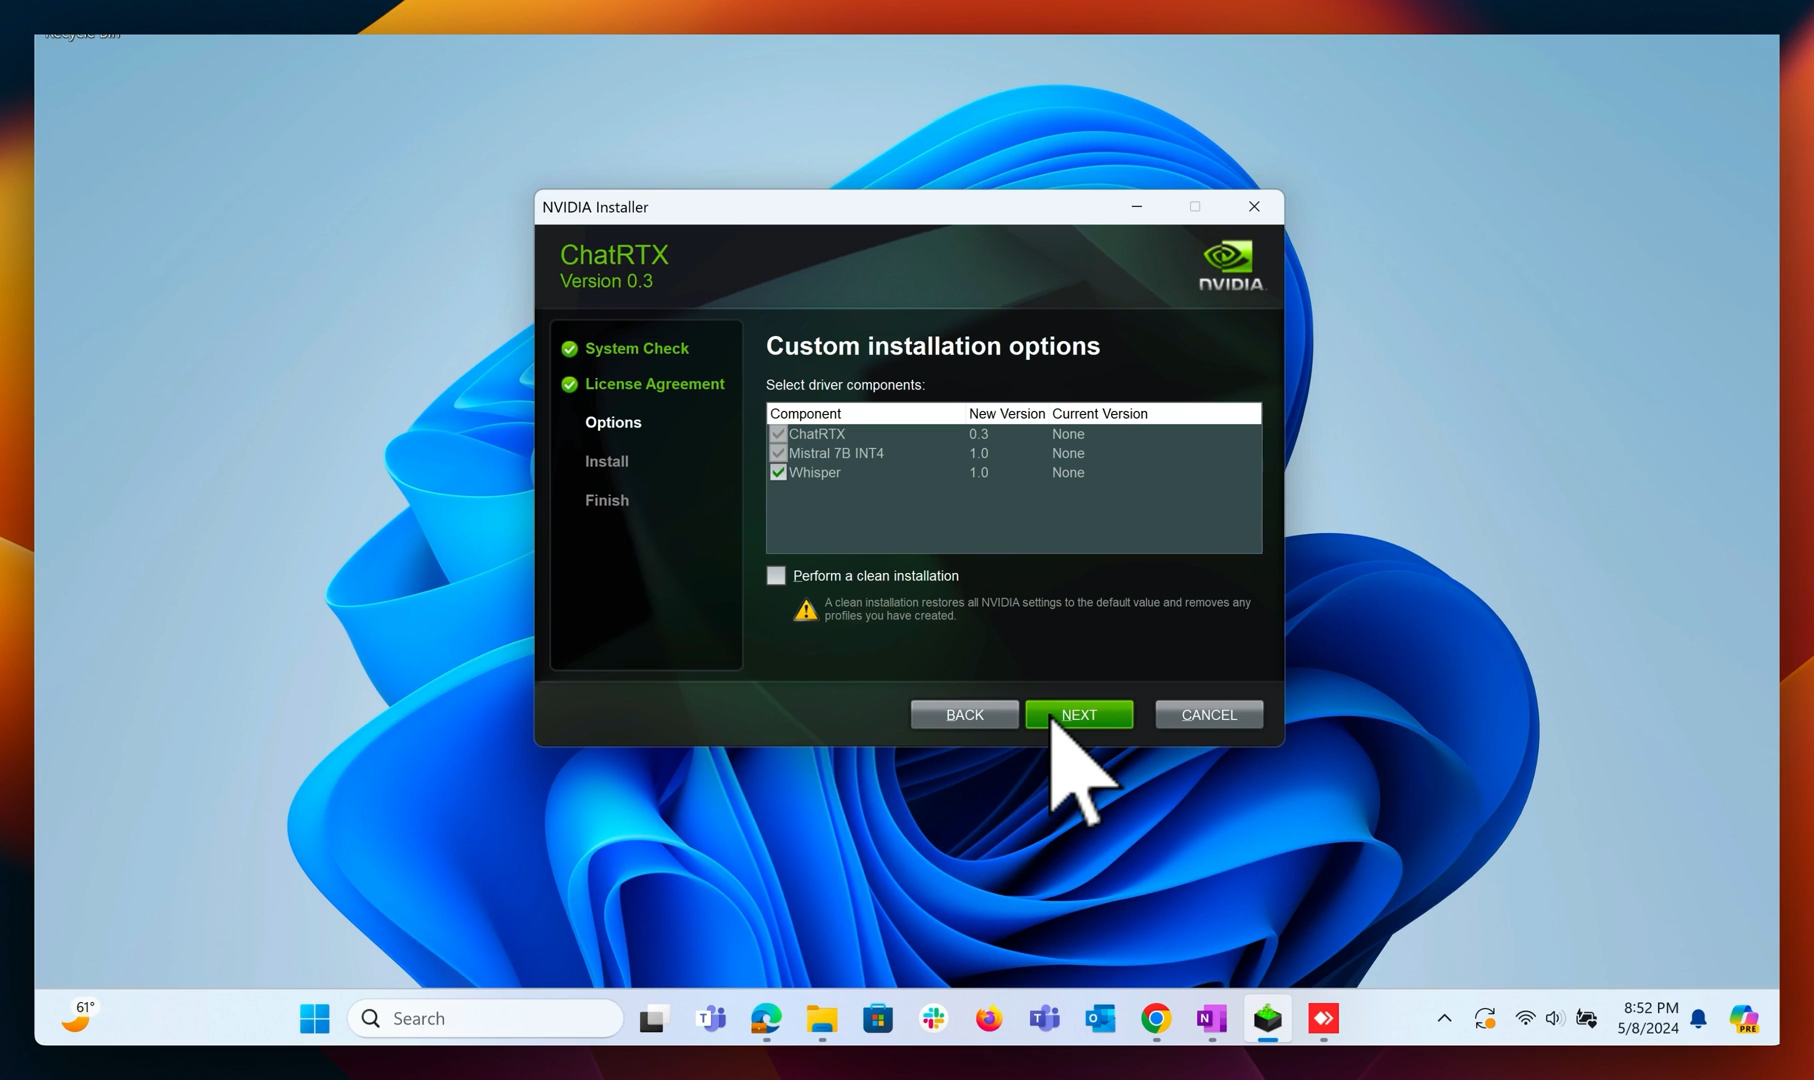 Recycle Bin
NVIDIA Installer
ChatRTX
Version 0.3
NVIDIA
System Check
License Agreement
Options
Install
Finish
Custom installation options
Select driver components:
Component New Version Current Version
ChatRTX 0.3 None
Mistral 7B INT4 1.0 None
Whisper 1.0 None
Perform a clean installation
A clean installation restores all NVIDIA settings to the default value and removes any
profiles you have created.
BACK NEXT CANCEL
61°
Search
8:52 PM
5/8/2024
PRE